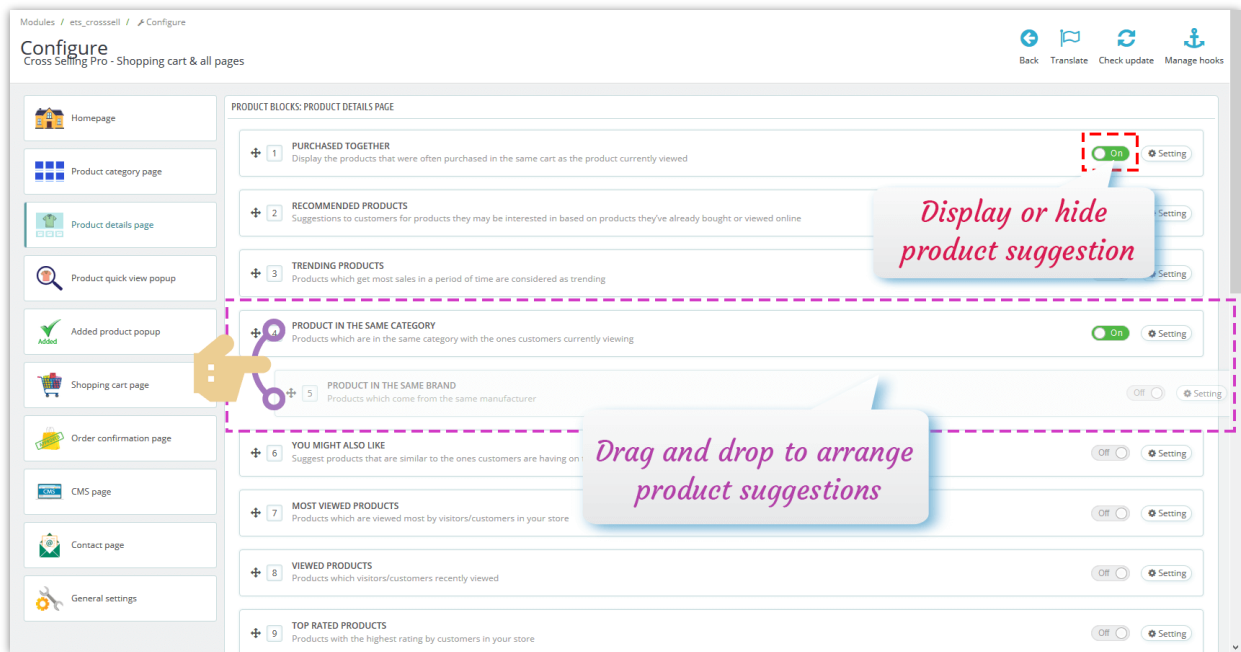 Modules / ets_crosssell / Configure
Configure
Cross Selling Pro - Shopping cart & all pages
Back Translate Check update Manage hooks
Homepage
Product category page
Product details page
Product quick view popup
Added
Added product popup
Shopping cart page
Order confirmation page
CMS
CMS page
Contact page
General settings
PRODUCT BLOCKS: PRODUCT DETAILS PAGE
1 PURCHASED TOGETHER
Display the products that were often purchased in the same cart as the product currently viewed
On Setting
2 RECOMMENDED PRODUCTS
Suggestions to customers for products they may be interested in based on products they've already bought or viewed online
Setting
Display or hide
product suggestion
3 TRENDING PRODUCTS
Products which get most sales in a period of time are considered as trending
Setting
4 PRODUCT IN THE SAME CATEGORY
Products which are in the same category with the ones customers currently viewing
On Setting
5 PRODUCT IN THE SAME BRAND
Products which come from the same manufacturer
Off Setting
Drag and drop to arrange
product suggestions
6 YOU MIGHT ALSO LIKE
Suggest products that are similar to the ones customers are having on
Off Setting
7 MOST VIEWED PRODUCTS
Products which are viewed most by visitors/customers in your store
Off Setting
8 VIEWED PRODUCTS
Products which visitors/customers recently viewed
Off Setting
9 TOP RATED PRODUCTS
Products with the highest rating by customers in your store
Off Setting